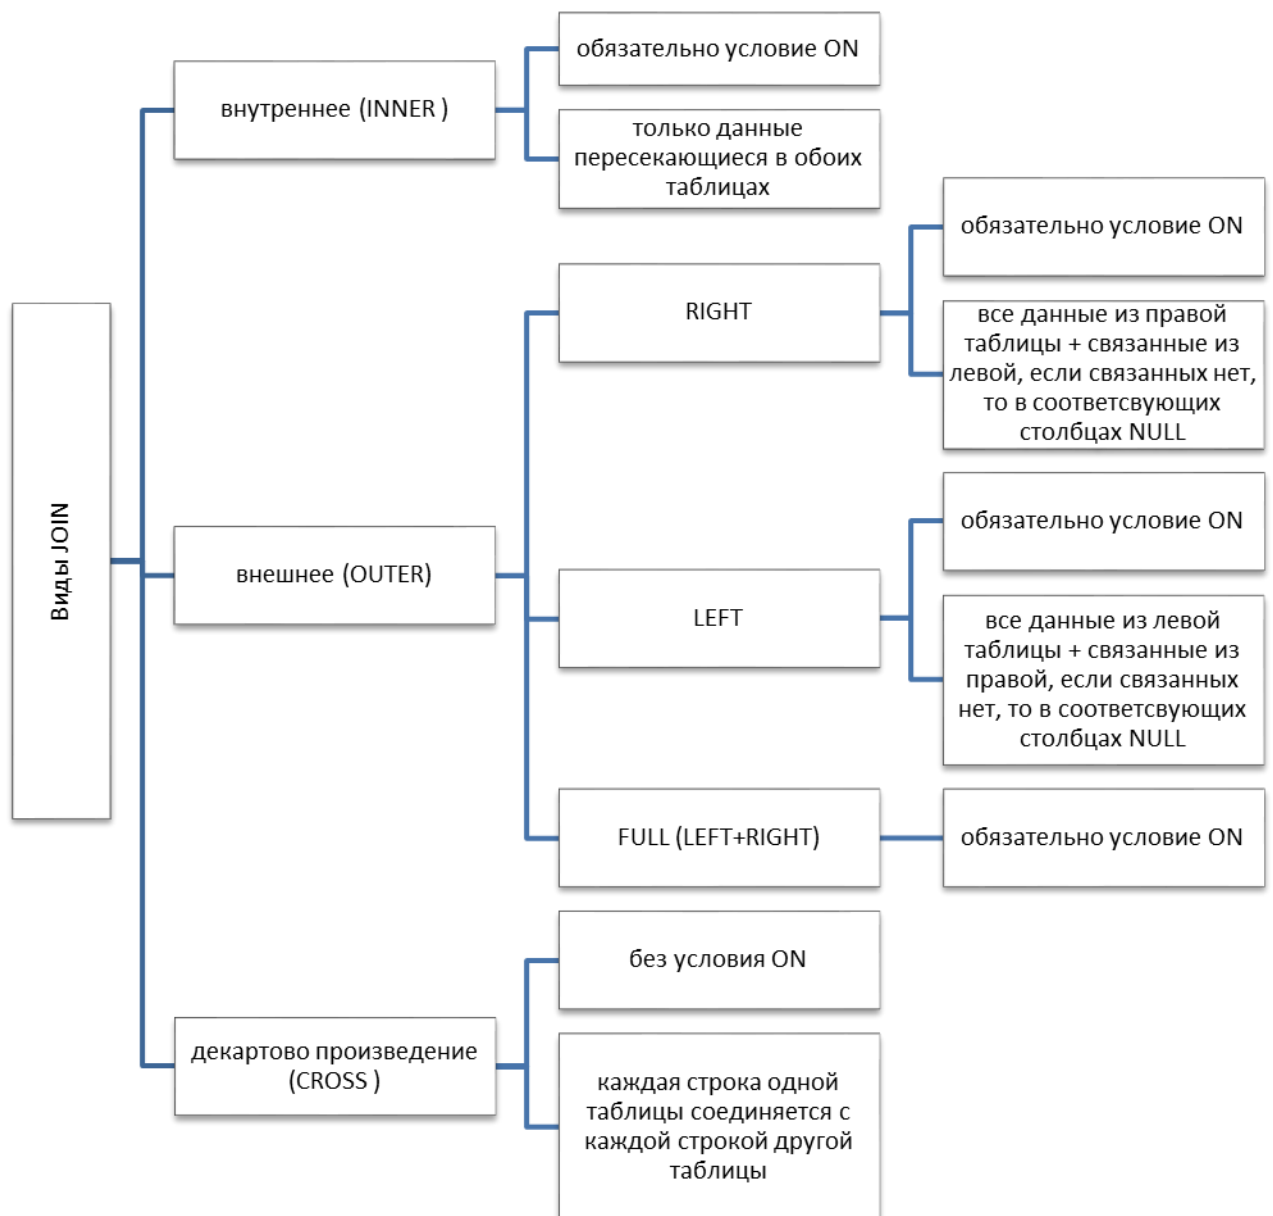 Виды JOIN
внутреннее (INNER )
обязательно условие ON
только данные
пересекающиеся в обоих
таблицах
внешнее (OUTER)
RIGHT
обязательно условие ON
все данные из правой
таблицы + связанные из
левой, если связанных нет,
то в соответсвующих
столбцах NULL
LEFT
обязательно условие ON
все данные из левой
таблицы + связанные из
правой, если связанных
нет, то в соответсвующих
столбцах NULL
FULL (LEFT+RIGHT)
обязательно условие ON
декартово произведение
(CROSS )
без условия ON
каждая строка одной
таблицы соединяется с
каждой строкой другой
таблицы